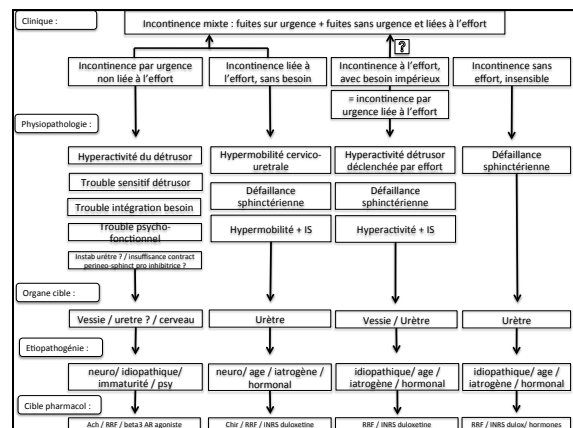 Clinique :
Incontinence mixte : fuites sur urgence + fuites sans urgence et liées à l'effort
?
Incontinence par urgence
non liée à l'effort
Incontinence liée à
l'effort, sans besoin
Incontinence à l'effort,
avec besoin impérieux
Incontinence sans
effort, insensible
= incontinence par
urgence liée à l'effort
Physiopathologie :
Hyperactivité du détrusor
Hypermobilité cervico-
uretrale
Hyperactivité détrusor
déclenchée par effort
Défaillance
sphinctérienne
Trouble sensitif détrusor
Défaillance
sphinctérienne
Défaillance
sphinctérienne
Trouble intégration besoin
Trouble psycho-
fonctionnel
Hypermobilité + IS
Hyperactivité + IS
Instab urétre ? / insuffisance contract
perineo-sphinct pro inhibitrice ?
Organe cible :
Vessie / uretre ? / cerveau
Urètre
Vessie / Urètre
Urètre
Etiopathogénie :
neuro/ idiopathique/
immaturité / psy
neuro/ age / iatrogène /
hormonal
idiopathique/ age /
iatrogène / hormonal
idiopathique/ age /
iatrogène / hormonal
Cible pharmacol :
Ach / RRF / beta3 AR agoniste
Chir / RRF / INRS duloxetine
RRF / INRS duloxetine
RRF / INRS dulox/ hormones